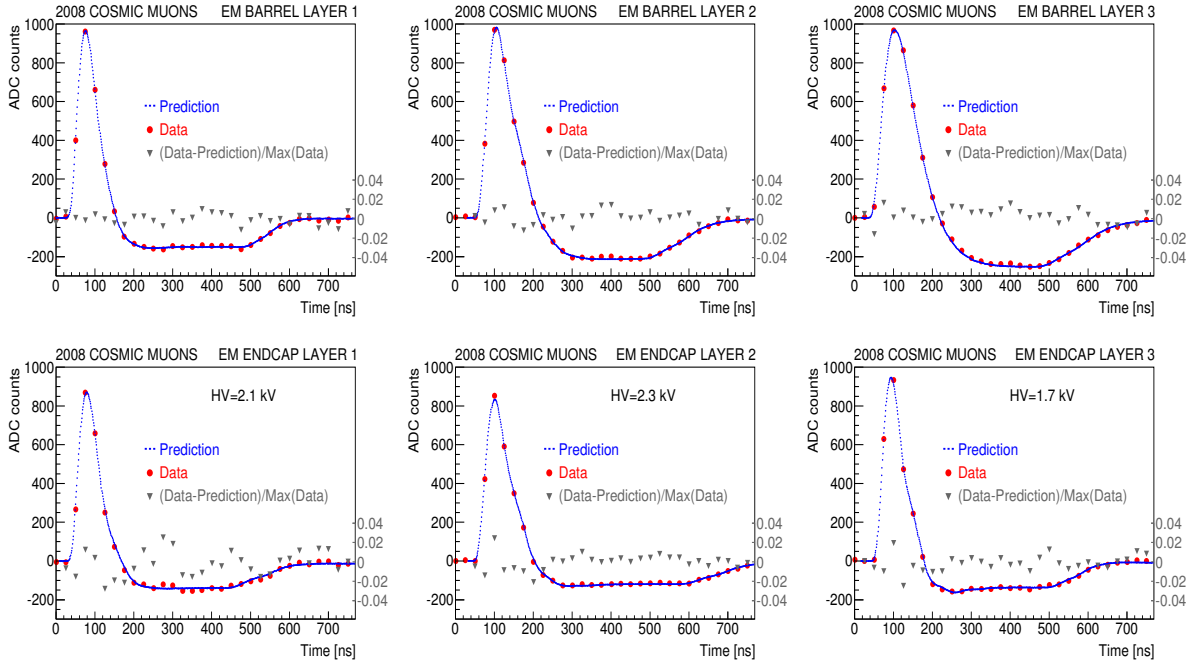 2008 COSMIC MUONS EM BARREL LAYER 1
ADC counts
1000
800
600
400
200
0
-200
Prediction
Data
(Data-Prediction)/Max(Data)
0.04
0.02
0
-0.02
-0.04
0 100 200 300 400 500 600 700
Time [ns]
2008 COSMIC MUONS EM BARREL LAYER 2
ADC counts
1000
800
600
400
200
0
-200
Prediction
Data
(Data-Prediction)/Max(Data)
0.04
0.02
0
-0.02
-0.04
0 100 200 300 400 500 600 700
Time [ns]
2008 COSMIC MUONS EM BARREL LAYER 3
ADC counts
1000
800
600
400
200
0
-200
Prediction
Data
(Data-Prediction)/Max(Data)
0.04
0.02
0
-0.02
-0.04
0 100 200 300 400 500 600 700
Time [ns]
2008 COSMIC MUONS EM ENDCAP LAYER 1
ADC counts
1000
800
600
400
200
0
-200
HV=2.1 kV
Prediction
Data
(Data-Prediction)/Max(Data)
0.04
0.02
0
-0.02
-0.04
0 100 200 300 400 500 600 700
Time [ns]
2008 COSMIC MUONS EM ENDCAP LAYER 2
ADC counts
1000
800
600
400
200
0
-200
HV=2.3 kV
Prediction
Data
(Data-Prediction)/Max(Data)
0.04
0.02
0
-0.02
-0.04
0 100 200 300 400 500 600 700
Time [ns]
2008 COSMIC MUONS EM ENDCAP LAYER 3
ADC counts
1000
800
600
400
200
0
-200
HV=1.7 kV
Prediction
Data
(Data-Prediction)/Max(Data)
0.04
0.02
0
-0.02
-0.04
0 100 200 300 400 500 600 700
Time [ns]